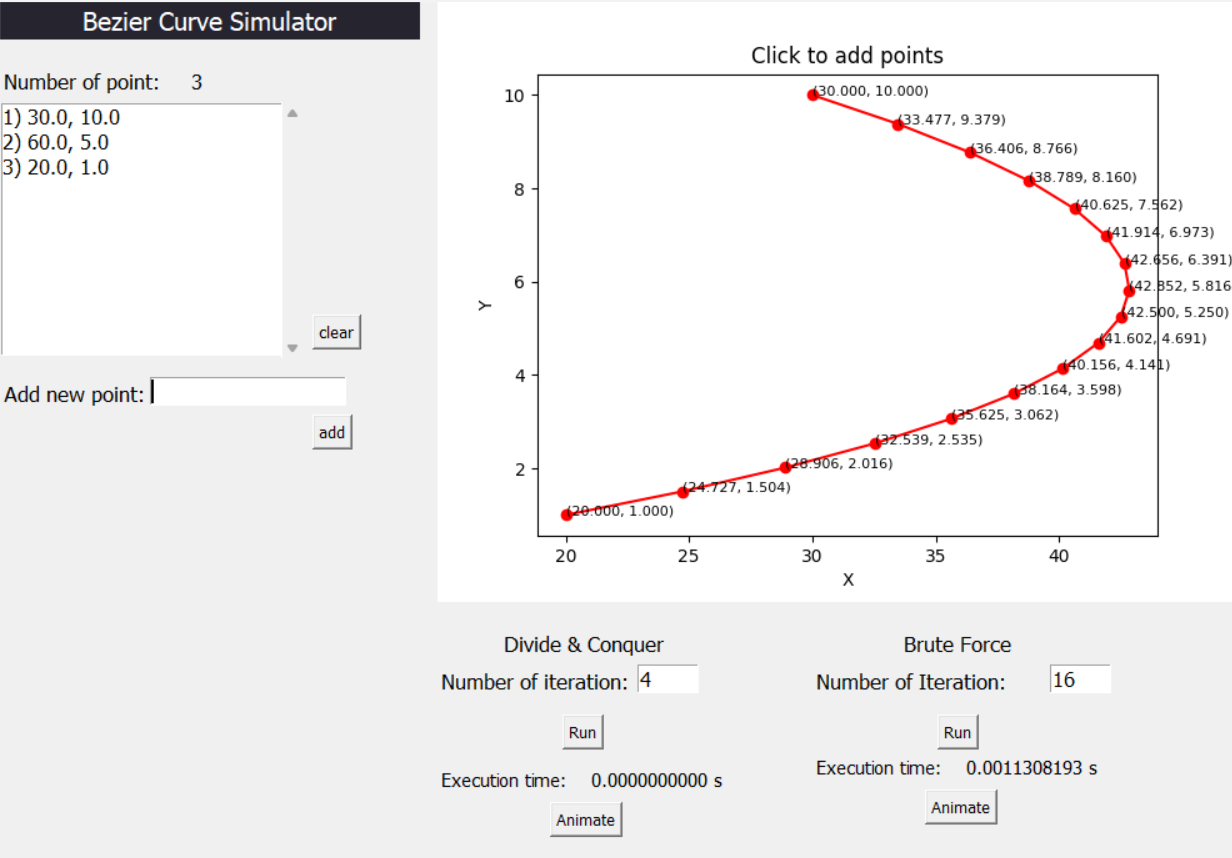 Bezier Curve Simulator
Number of point: 3
1) 30.0, 10.0
2) 60.0, 5.0
3) 20.0, 1.0
clear
Add new point:
add
Click to add points
10
8
6
4
2
Y
(30.000, 10.000)
(33.477, 9.379)
(36.406, 8.766)
(38.789, 8.160)
(40.625, 7.562)
(41.914, 6.973)
(42.656, 6.391)
(42.852, 5.816
(42.500, 5.250)
(41.602, 4.691)
(40.156, 4.141)
(38.164, 3.598)
(35.625, 3.062)
(32.539, 2.535)
(28.906, 2.016)
(24.727, 1.504)
(20.000, 1.000)
20 25 30 35 40
X
Divide & Conquer
Number of iteration: 4
Run
Execution time: 0.0000000000 s
Animate
Brute Force
Number of Iteration: 16
Run
Execution time: 0.0011308193 s
Animate